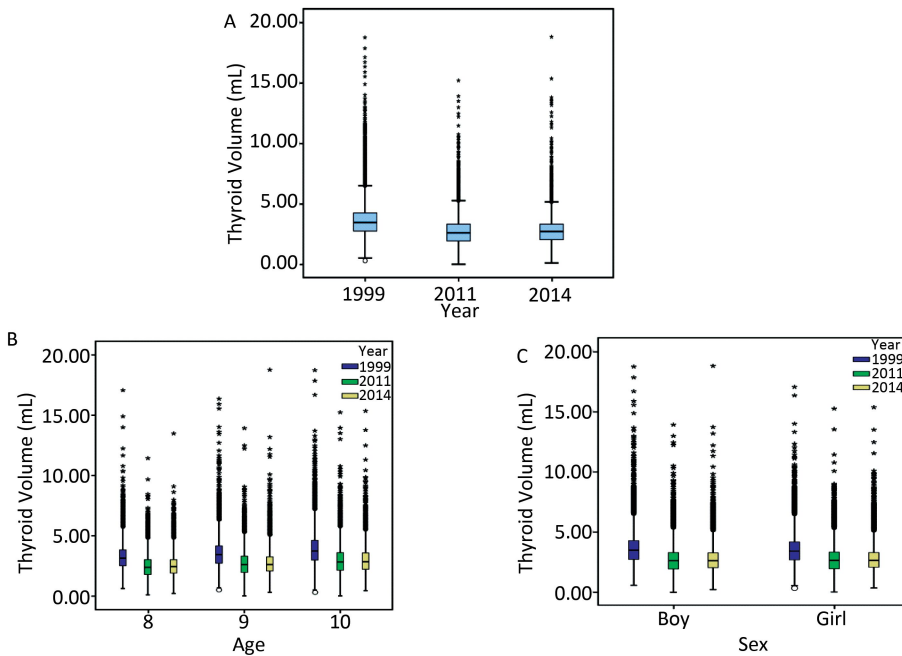 A
Thyroid Volume (mL)
20.00
15.00
10.00
5.00
0.00
1999 2011 2014
Year
B
Thyroid Volume (mL)
20.00
15.00
10.00
5.00
0.00
Year
1999
2011
2014
8 9 10
Age
C
Thyroid Volume (mL)
20.00
15.00
10.00
5.00
0.00
Year
1999
2011
2014
Boy Girl
Sex